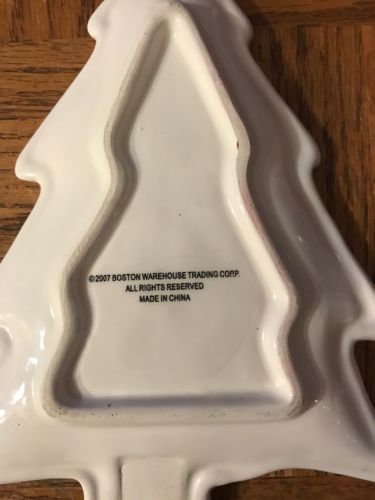 ©2007 BOSTON WAREHOUSE TRADING CORP.
ALL RIGHTS RESERVED
MADE IN CHINA